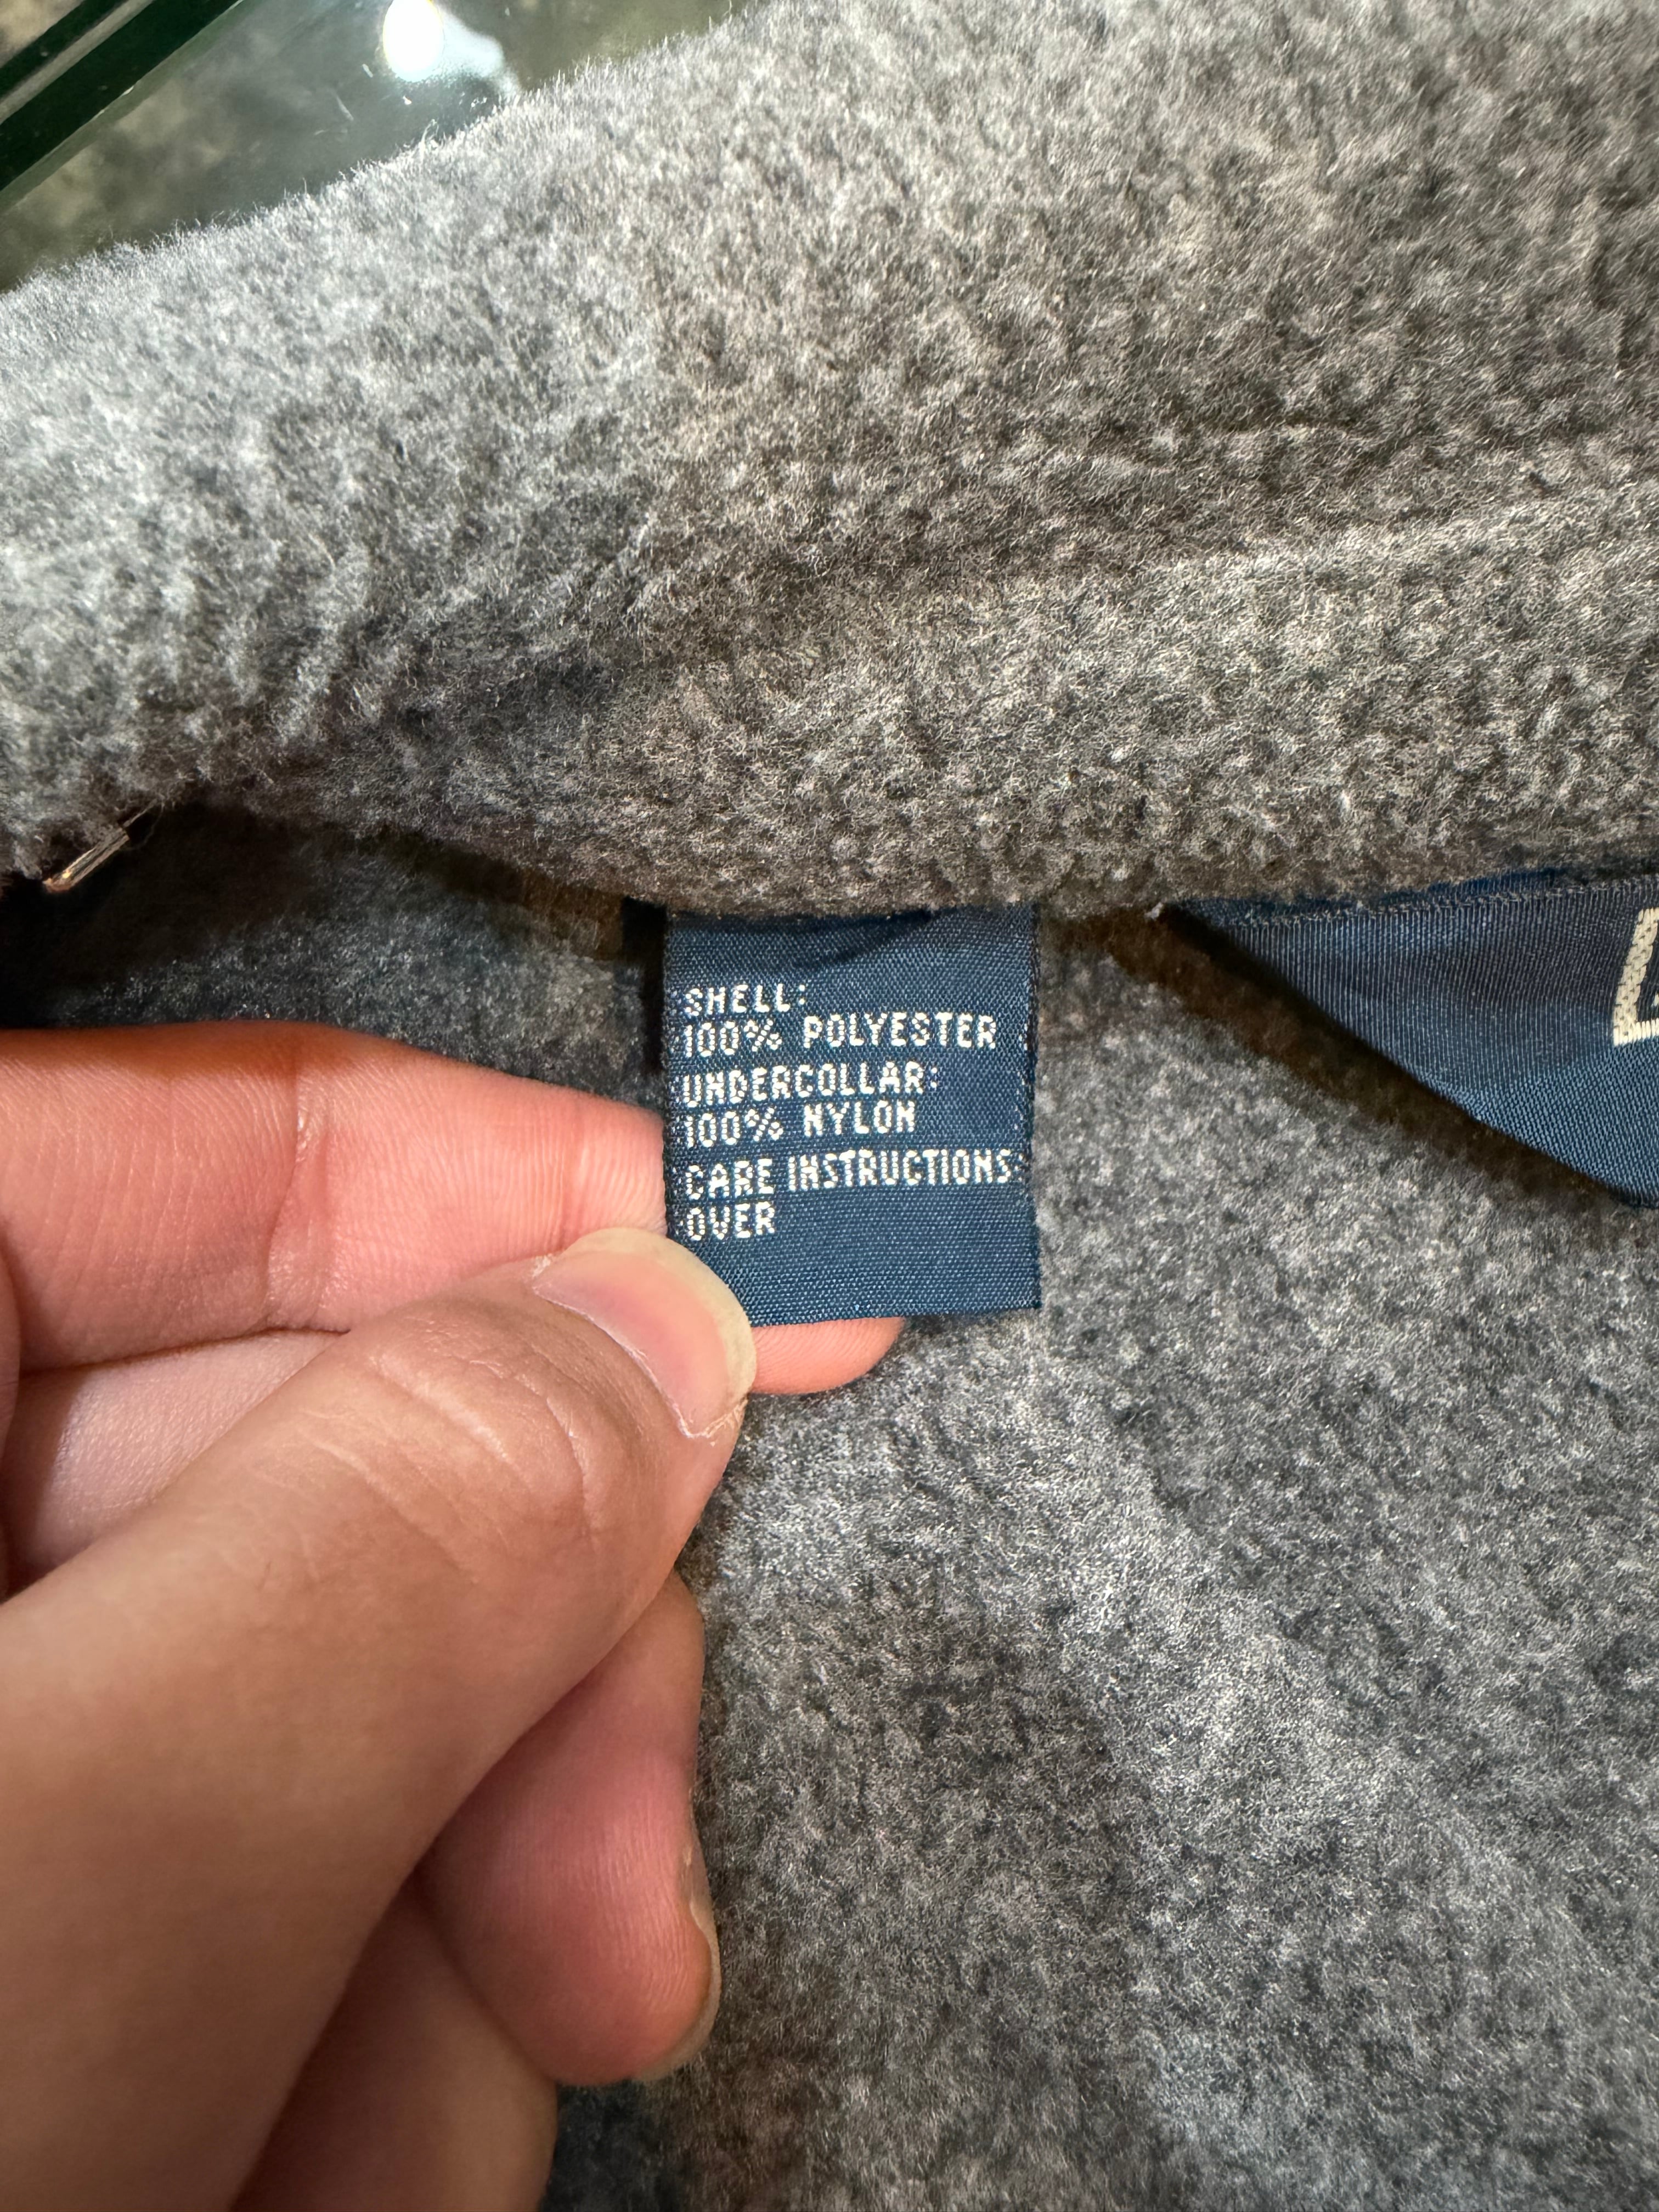 SHELL:
100% POLYESTER
UNDERCOLLAR:
100% NYLON
CARE INSTRUCTIONS
OVER